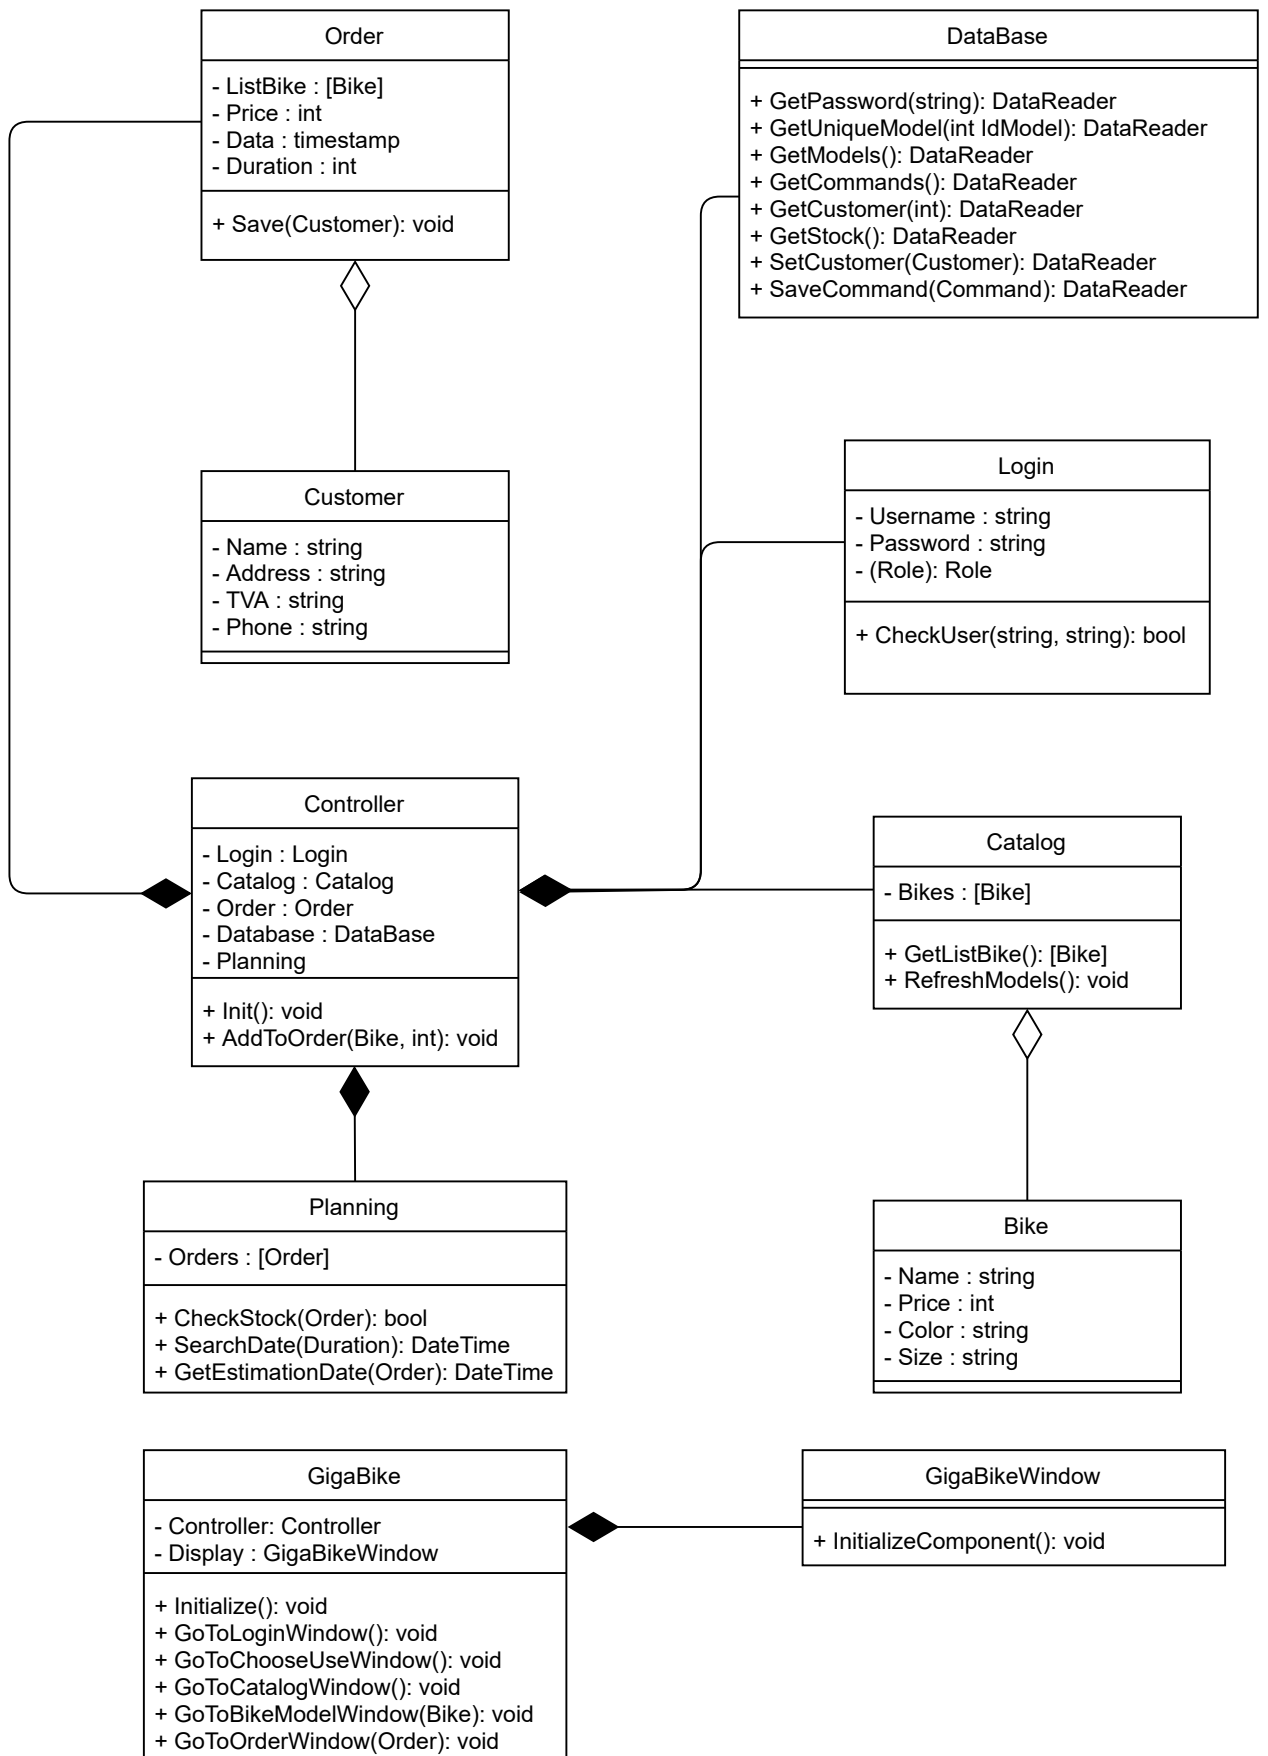 Order
- ListBike : [Bike]
- Price : int
- Data : timestamp
- Duration : int
+ Save(Customer): void
DataBase
+ GetPassword(string): DataReader
+ GetUniqueModel(int IdModel): DataReader
+ GetModels(): DataReader
+ GetCommands(): DataReader
+ GetCustomer(int): DataReader
+ GetStock(): DataReader
+ SetCustomer(Customer): DataReader
+ SaveCommand(Command): DataReader
Customer
- Name : string
- Address : string
- TVA : string
- Phone : string
Login
- Username : string
- Password : string
- (Role): Role
+ CheckUser(string, string): bool
Controller
- Login : Login
- Catalog : Catalog
- Order : Order
- Database : DataBase
- Planning
+ Init(): void
+ AddToOrder(Bike, int): void
Catalog
- Bikes : [Bike]
+ GetListBike(): [Bike]
+ RefreshModels(): void
Planning
- Orders : [Order]
+ CheckStock(Order): bool
+ SearchDate(Duration): DateTime
+ GetEstimationDate(Order): DateTime
Bike
- Name : string
- Price : int
- Color : string
- Size : string
GigaBike
- Controller: Controller
- Display : GigaBikeWindow
+ Initialize(): void
+ GoToLoginWindow(): void
+ GoToChooseUseWindow(): void
+ GoToCatalogWindow(): void
+ GoToBikeModelWindow(Bike): void
+ GoToOrderWindow(Order): void
GigaBikeWindow
+ InitializeComponent(): void